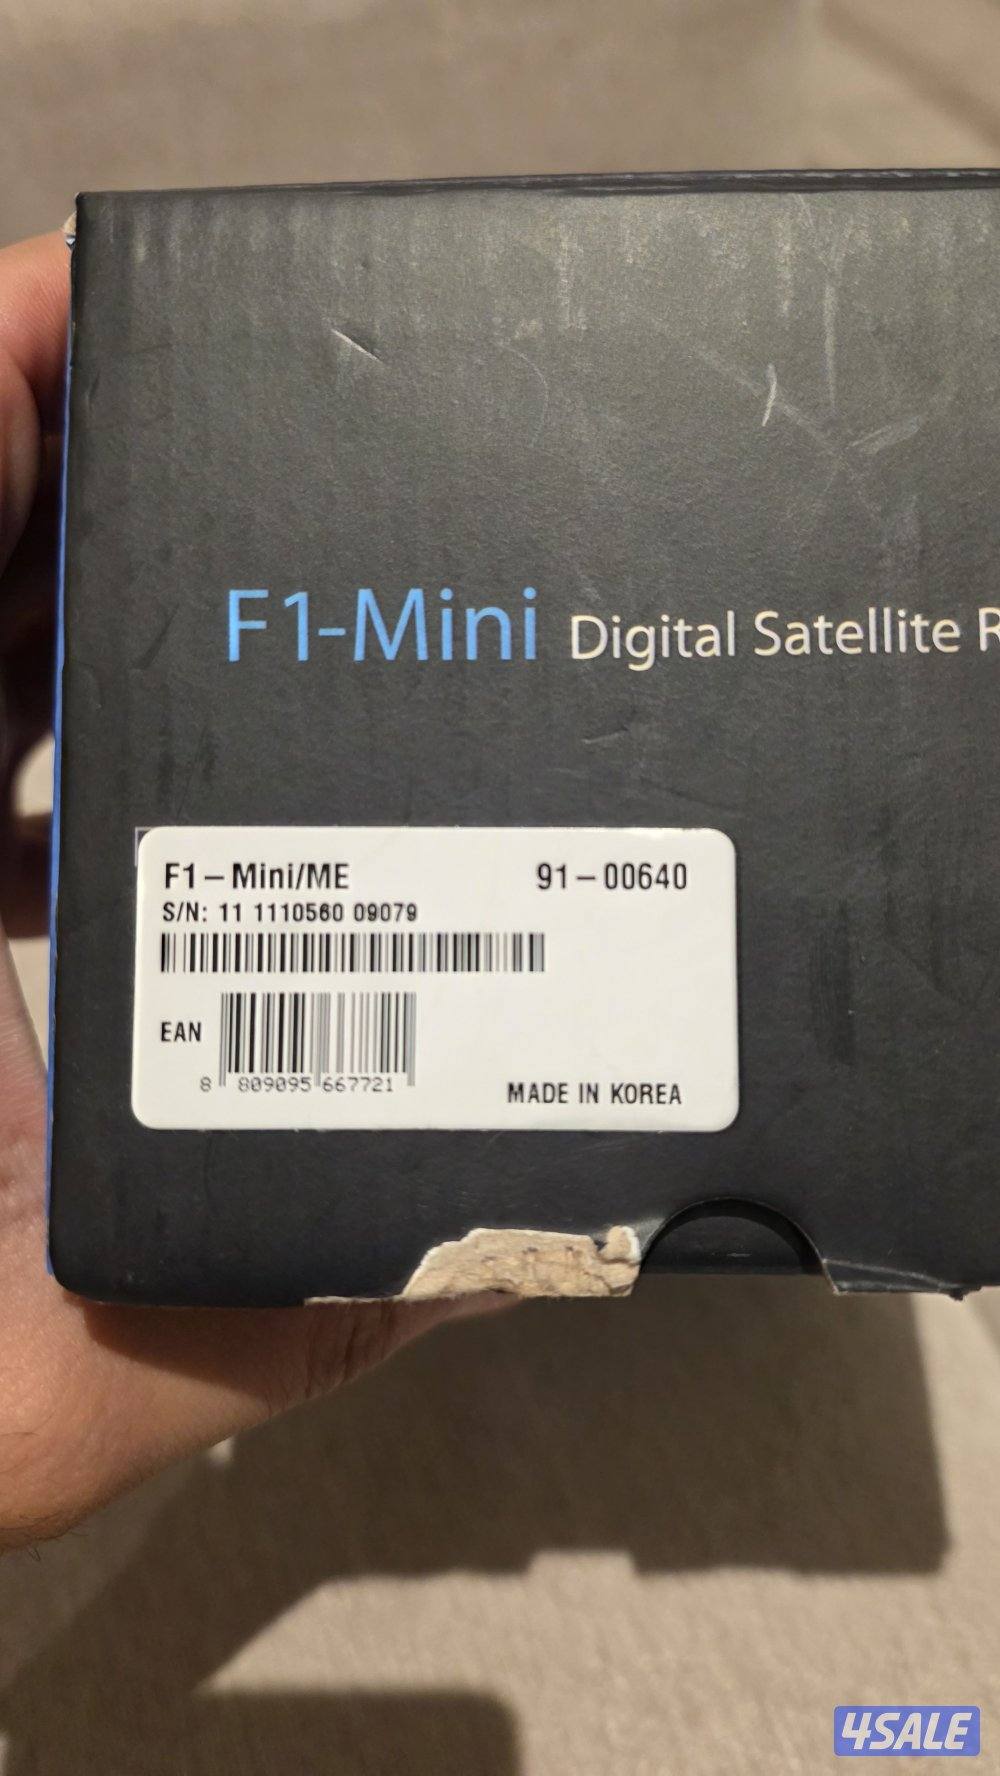 F1-Mini Digital Satellite R
F1-Mini/ME 91-00640
S/N: 11 1110560 09079
EAN
8 809095 667721
MADE IN KOREA
4SALE